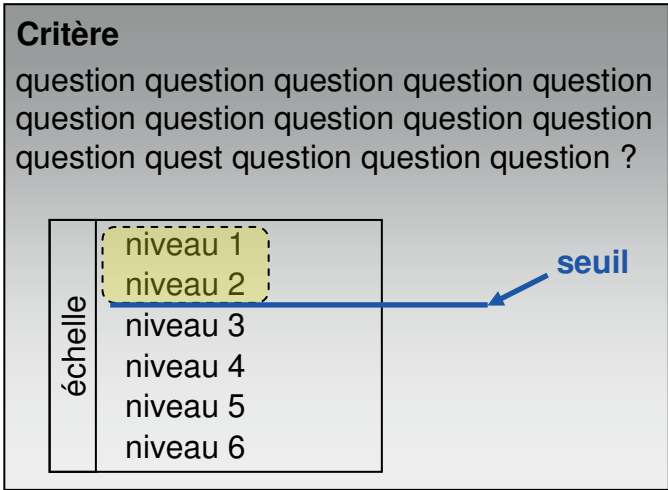 Critère
question question question question question
question question question question question
question quest question question question ?
échelle
niveau 1
niveau 2
niveau 3
niveau 4
niveau 5
niveau 6
seuil